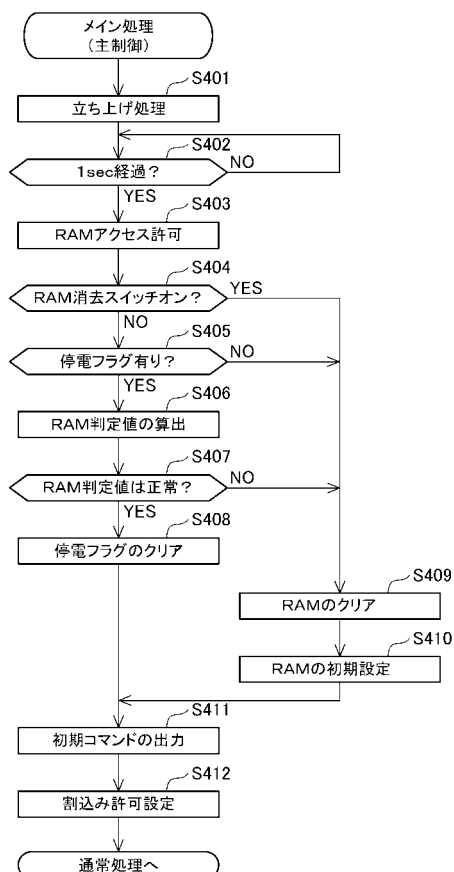 メイン処理
(主制御)
S401
立ち上げ処理
S402
1sec経過？
NO
YES
S403
RAMアクセス許可
S404
RAM消去スイッチオン？
YES
NO
S405
停電フラグ有り？
NO
YES
S406
RAM判定値の算出
S407
RAM判定値は正常？
NO
YES
S408
停電フラグのクリア
S409
RAMのクリア
S410
RAMの初期設定
S411
初期コマンドの出力
S412
割込み許可設定
通常処理へ